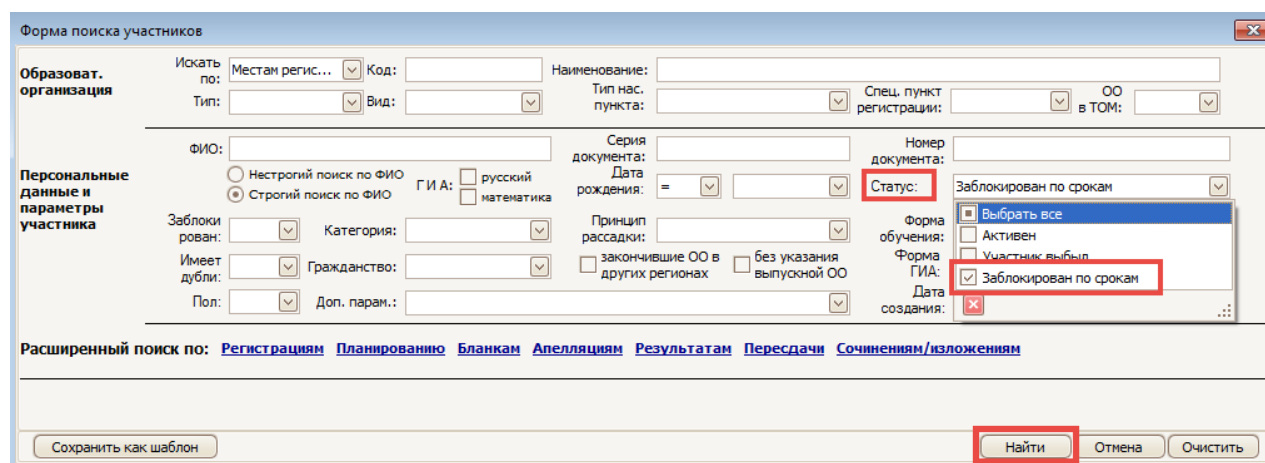 Форма поиска участников
Образоват. организация
Искать по: Местам регис... Код: Наименование:
Тип: Вид: Тип нас. пункта: Спец. пункт регистрации: ОО в ТОМ:
Персональные данные и параметры участника
ФИО: Серия документа: Номер документа:
Нестрогий поиск по ФИО
Строгий поиск по ФИО
Г И А: русский
математика
Дата рождения: = Статус: Заблокирован по срокам
Выбрать все
Активен
Участник выбыл
Заблокирован по срокам
Заблоки рован: Категория: Принцип рассадки: Форма обучения:
Имеет дубли: Гражданство: закончившие ОО в других регионах без указания выпускной ОО Форма ГИА:
Пол: Доп. парам.: Дата создания:
Расширенный поиск по: Регистрациям Планированию Бланкам Апелляциям Результатам Пересдачи Сочинениям/изложениям
Сохранить как шаблон Найти Отмена Очистить